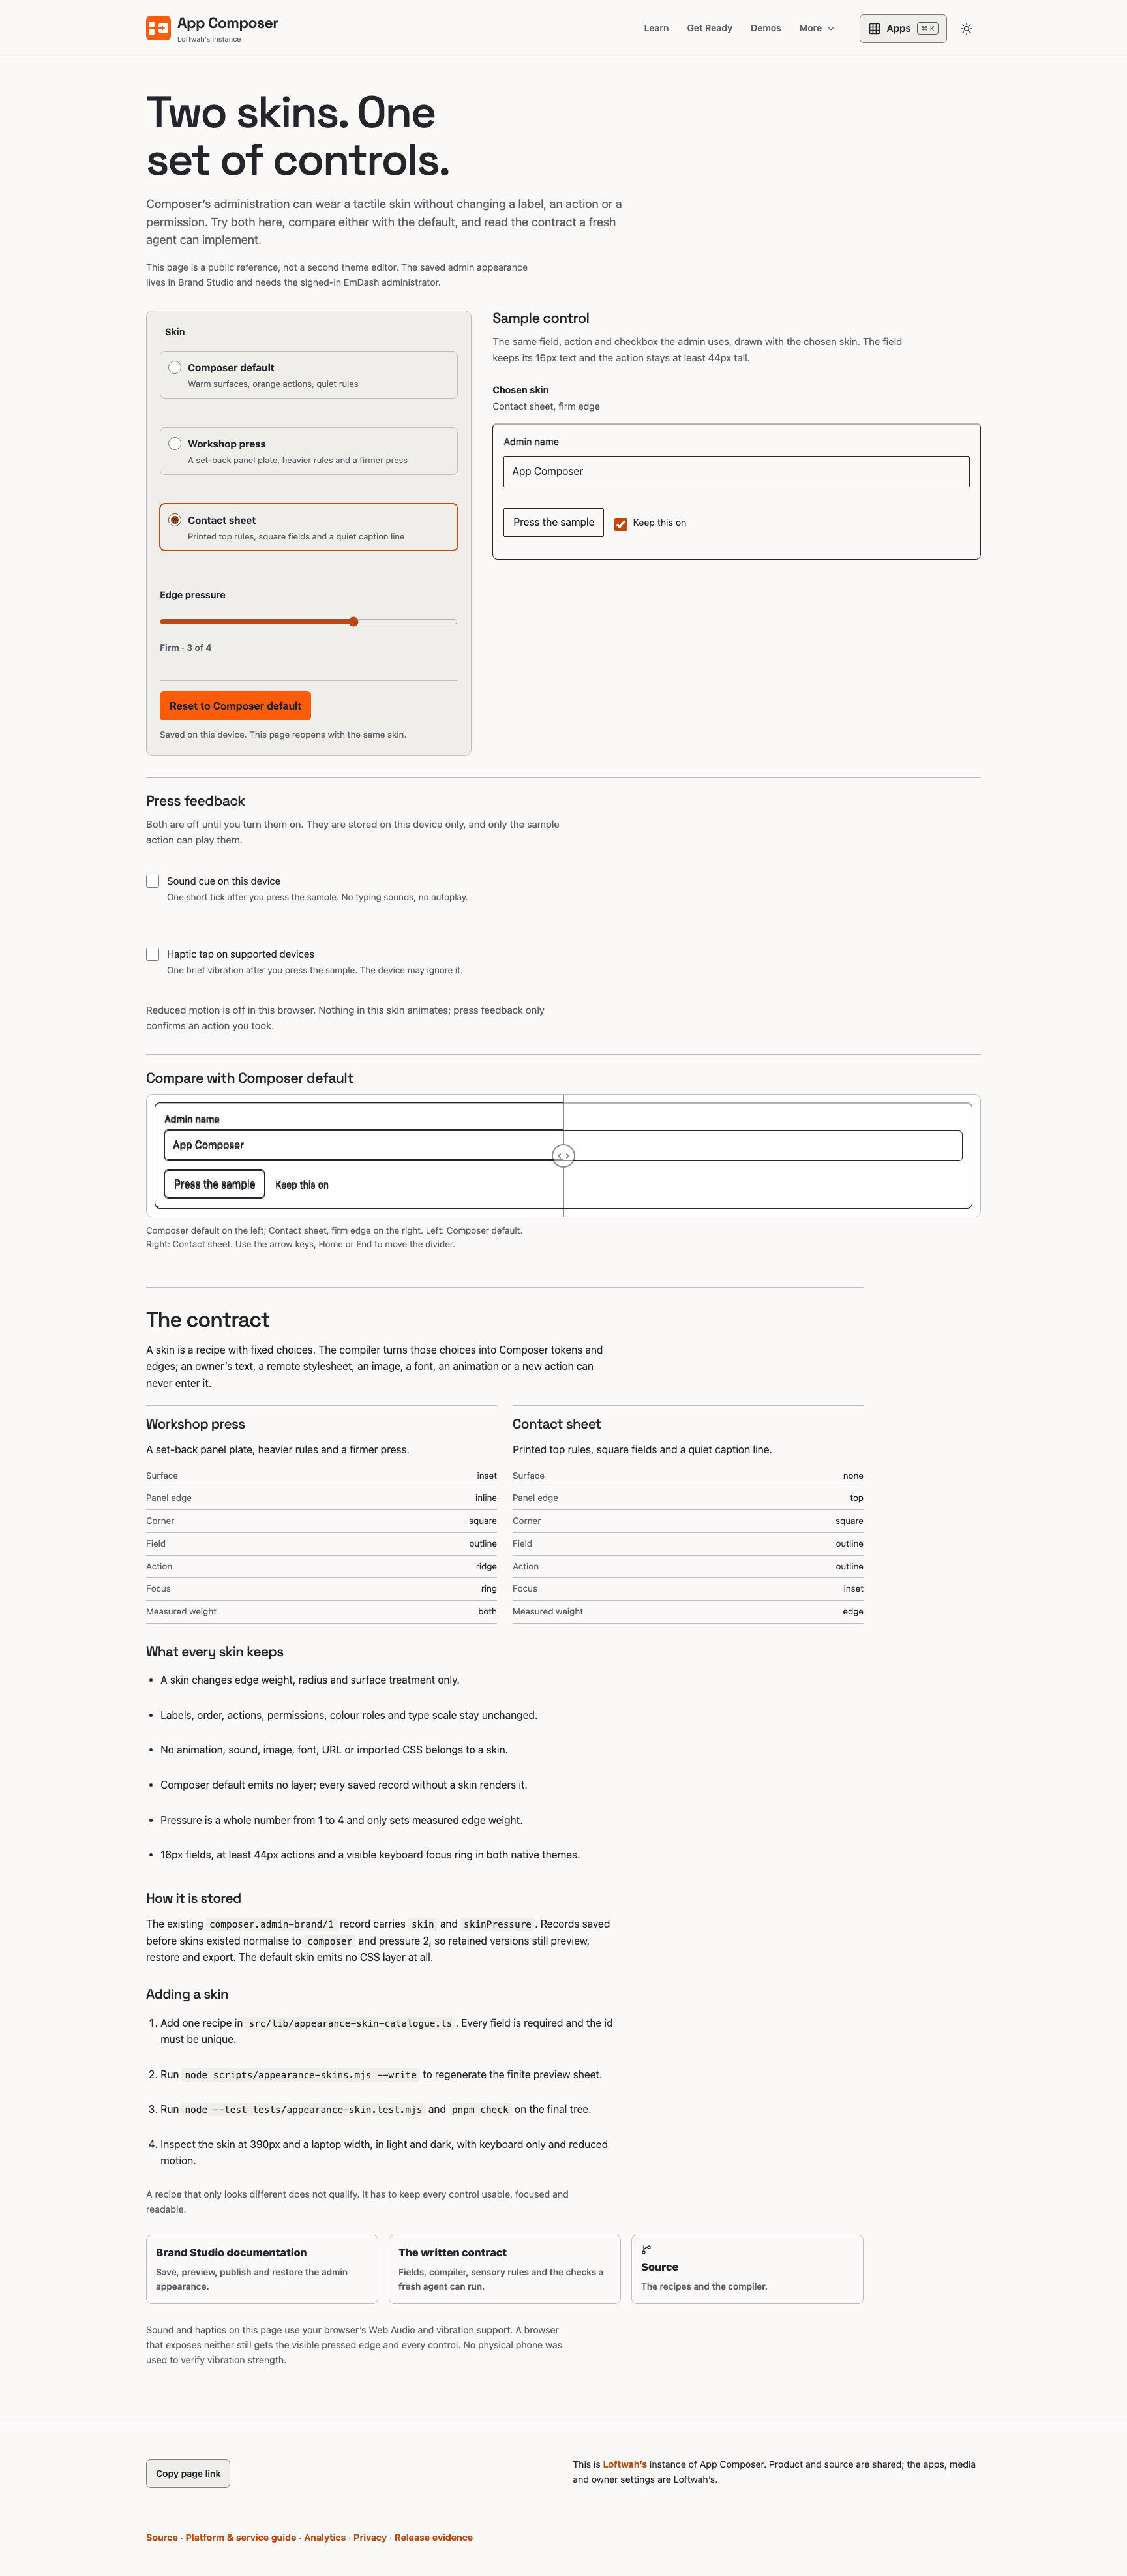 App Composer
Loftwah's instance
Learn
Get Ready
Demos
More
Apps
⌘ K
Two skins. One
set of controls.
Composer’s administration can wear a tactile skin without changing a label, an action or a
permission. Try both here, compare either with the default, and read the contract a fresh
agent can implement.
This page is a public reference, not a second theme editor. The saved admin appearance
lives in Brand Studio and needs the signed-in EmDash administrator.
Skin
Composer default
Warm surfaces, orange actions, quiet rules
Workshop press
A set-back panel plate, heavier rules and a firmer press
Contact sheet
Printed top rules, square fields and a quiet caption line
Edge pressure
Firm · 3 of 4
Reset to Composer default
Saved on this device. This page reopens with the same skin.
Sample control
The same field, action and checkbox the admin uses, drawn with the chosen skin. The field
keeps its 16px text and the action stays at least 44px tall.
Chosen skin
Contact sheet, firm edge
Admin name
App Composer
Press the sample
Keep this on
Press feedback
Both are off until you turn them on. They are stored on this device only, and only the sample
action can play them.
Sound cue on this device
One short tick after you press the sample. No typing sounds, no autoplay.
Haptic tap on supported devices
One brief vibration after you press the sample. The device may ignore it.
Reduced motion is off in this browser. Nothing in this skin animates; press feedback only
confirms an action you took.
Compare with Composer default
Admin name
App Composer
Press the sample
Keep this on
Composer default on the left; Contact sheet, firm edge on the right. Left: Composer default.
Right: Contact sheet. Use the arrow keys, Home or End to move the divider.
The contract
A skin is a recipe with fixed choices. The compiler turns those choices into Composer tokens and
edges; an owner’s text, a remote stylesheet, an image, a font, an animation or a new action can
never enter it.
Workshop press
A set-back panel plate, heavier rules and a firmer press.
Surface inset
Panel edge inline
Corner square
Field outline
Action ridge
Focus ring
Measured weight both
Contact sheet
Printed top rules, square fields and a quiet caption line.
Surface none
Panel edge top
Corner square
Field outline
Action outline
Focus inset
Measured weight edge
What every skin keeps
• A skin changes edge weight, radius and surface treatment only.
• Labels, order, actions, permissions, colour roles and type scale stay unchanged.
• No animation, sound, image, font, URL or imported CSS belongs to a skin.
• Composer default emits no layer; every saved record without a skin renders it.
• Pressure is a whole number from 1 to 4 and only sets measured edge weight.
• 16px fields, at least 44px actions and a visible keyboard focus ring in both native themes.
How it is stored
The existing composer.admin-brand/1 record carries skin and skinPressure. Records saved
before skins existed normalise to composer and pressure 2, so retained versions still preview,
restore and export. The default skin emits no CSS layer at all.
Adding a skin
1. Add one recipe in src/lib/appearance-skin-catalogue.ts. Every field is required and the id
must be unique.
2. Run node scripts/appearance-skins.mjs --write to regenerate the finite preview sheet.
3. Run node --test tests/appearance-skin.test.mjs and pnpm check on the final tree.
4. Inspect the skin at 390px and a laptop width, in light and dark, with keyboard only and reduced
motion.
A recipe that only looks different does not qualify. It has to keep every control usable, focused and
readable.
Brand Studio documentation
Save, preview, publish and restore the admin
appearance.
The written contract
Fields, compiler, sensory rules and the checks a
fresh agent can run.
Source
The recipes and the compiler.
Sound and haptics on this page use your browser’s Web Audio and vibration support. A browser
that exposes neither still gets the visible pressed edge and every control. No physical phone was
used to verify vibration strength.
Copy page link
This is Loftwah’s instance of App Composer. Product and source are shared; the apps, media
and owner settings are Loftwah’s.
Source · Platform & service guide · Analytics · Privacy · Release evidence